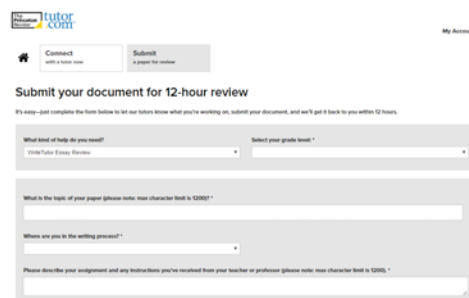 The Princeton Review
tutor.com
My Accou
Connect
with a tutor now
Submit
a paper for review
Submit your document for 12-hour review
It's easy—just complete the form below to let our tutors know what you're working on, submit your document, and we'll get it back to you within 12 hours.
What kind of help do you need?
Select your grade level: *
WriteTutor Essay Review
What is the topic of your paper (please note: max character limit is 1200)? *
Where are you in the writing process? *
Please describe your assignment and any instructions you've received from your teacher or professor (please note: max character limit is 1200). *